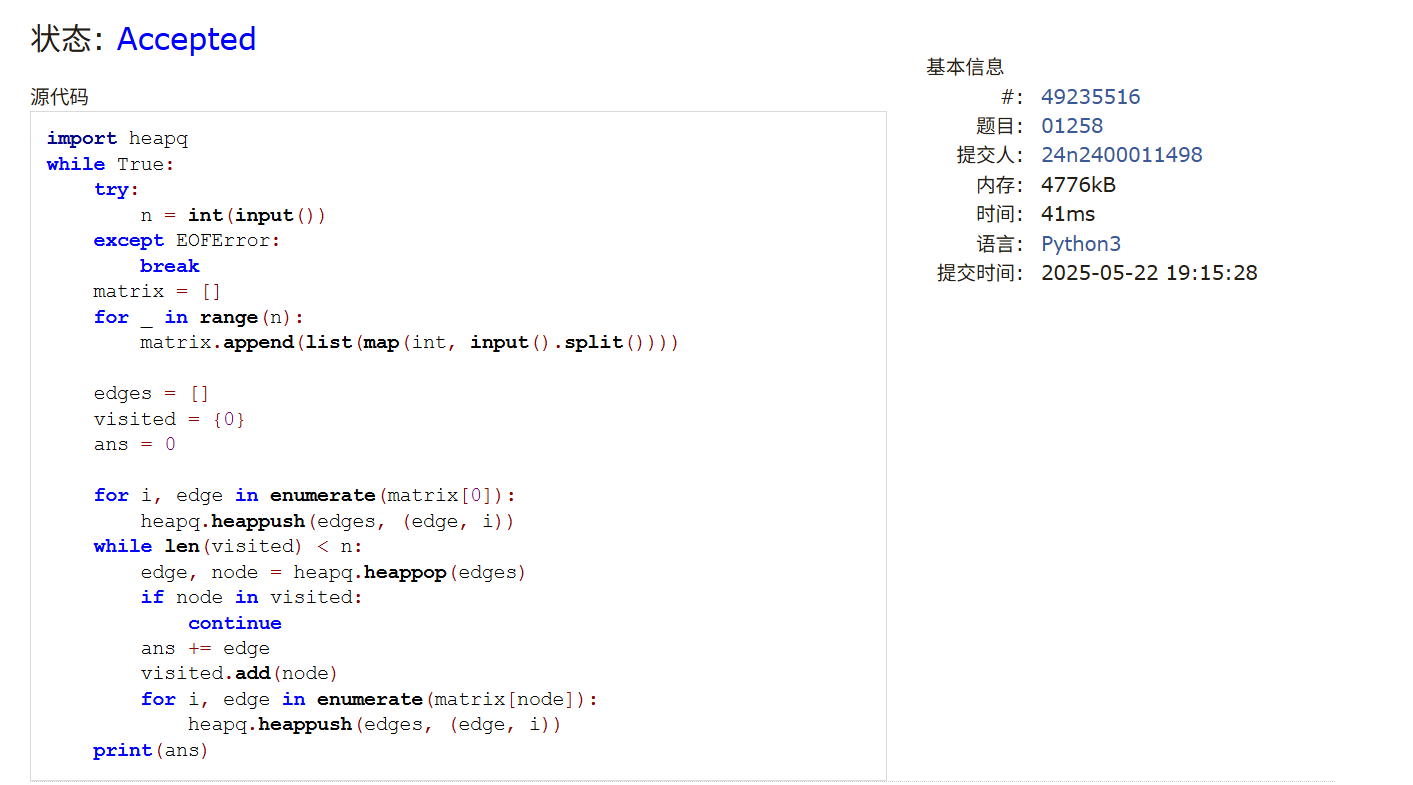 状态: Accepted
源代码
import heapq
while True:
    try:
        n = int(input())
    except EOFError:
        break
    matrix = []
    for _ in range(n):
        matrix.append(list(map(int, input().split())))

    edges = []
    visited = {0}
    ans = 0

    for i, edge in enumerate(matrix[0]):
        heapq.heappush(edges, (edge, i))
    while len(visited) < n:
        edge, node = heapq.heappop(edges)
        if node in visited:
            continue
        ans += edge
        visited.add(node)
        for i, edge in enumerate(matrix[node]):
            heapq.heappush(edges, (edge, i))
    print(ans)
基本信息
#: 49235516
题目: 01258
提交人: 24n2400011498
内存: 4776kB
时间: 41ms
语言: Python3
提交时间: 2025-05-22 19:15:28